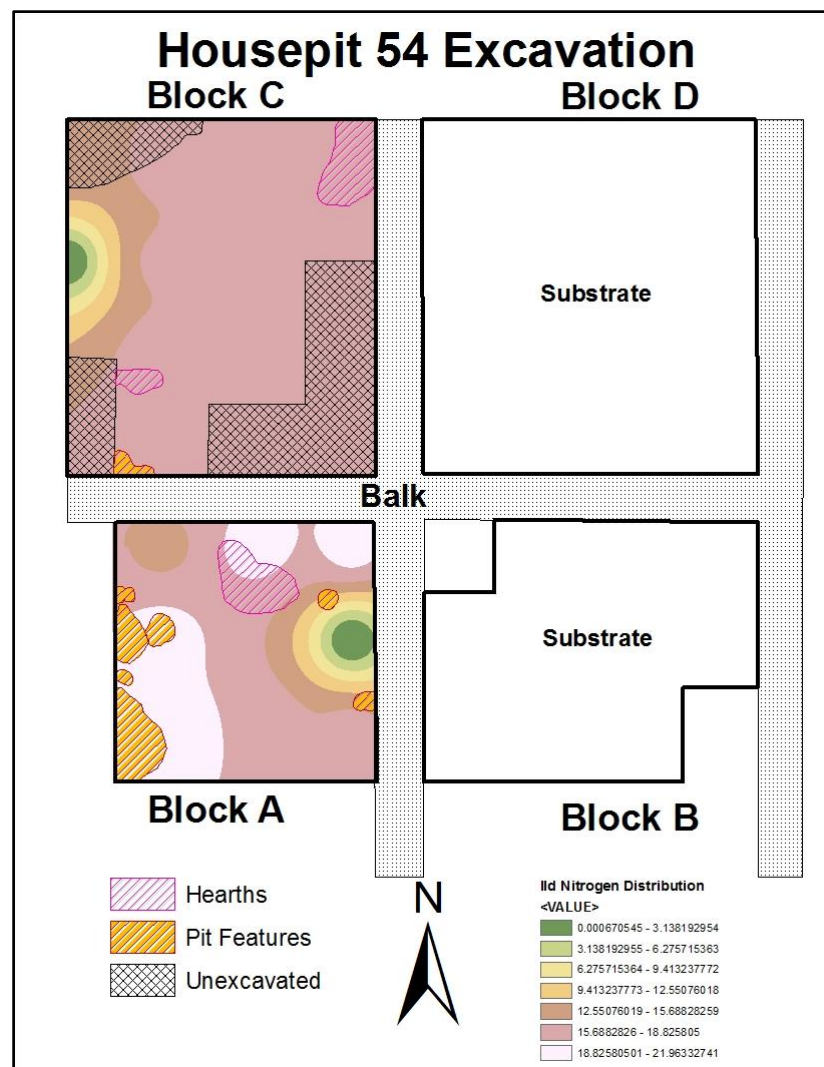 Housepit 54 Excavation
Block C
Block D
Substrate
Balk
Substrate
Block A
Block B
Hearths
Pit Features
Unexcavated
N
IId Nitrogen Distribution
<VALUE>
0.000670545 - 3.138192954
3.138192955 - 6.275715363
6.275715364 - 9.413237772
9.413237773 - 12.55076018
12.55076019 - 15.68828259
15.6882826 - 18.825805
18.82580501 - 21.96332741